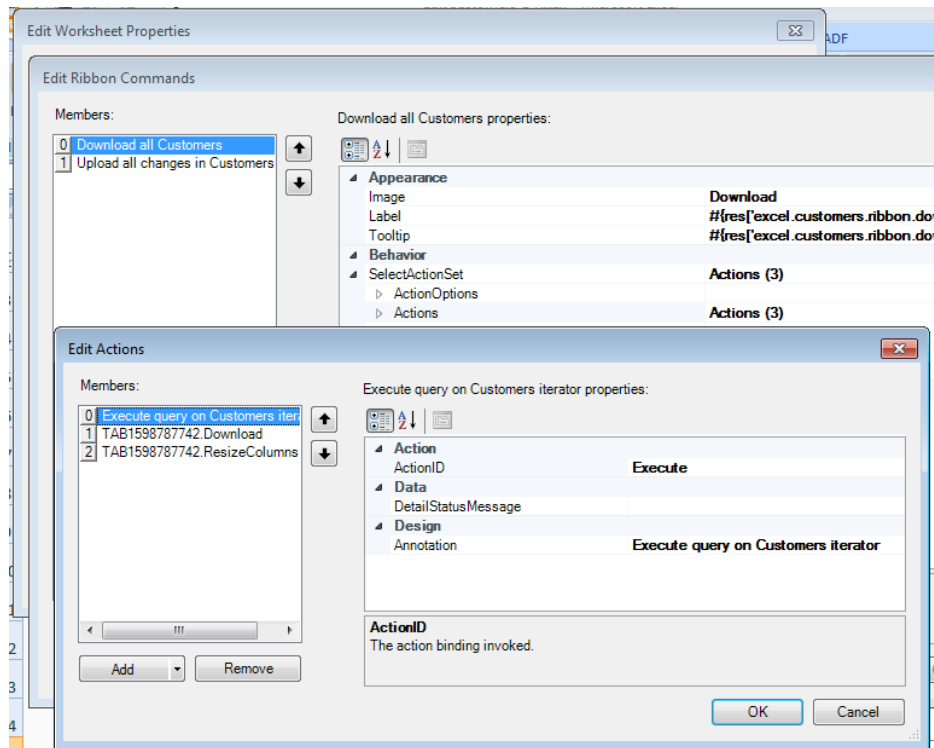 Edit Worksheet Properties
ADF
Edit Ribbon Commands
Members:
Download all Customers properties:
0 Download all Customers
1 Upload all changes in Customers
Appearance
Image Download
Label #{res['excel.customers.ribbon.do
Tooltip #{res['excel.customers.ribbon.do
Behavior
SelectActionSet Actions (3)
ActionOptions
Actions Actions (3)
Edit Actions
Members:
Execute query on Customers iterator properties:
0 Execute query on Customers itera
1 TAB1598787742.Download
2 TAB1598787742.ResizeColumns
Action
ActionID Execute
Data
DetailStatusMessage
Design
Annotation Execute query on Customers iterator
ActionID
The action binding invoked.
Add Remove
OK Cancel
2
3
4